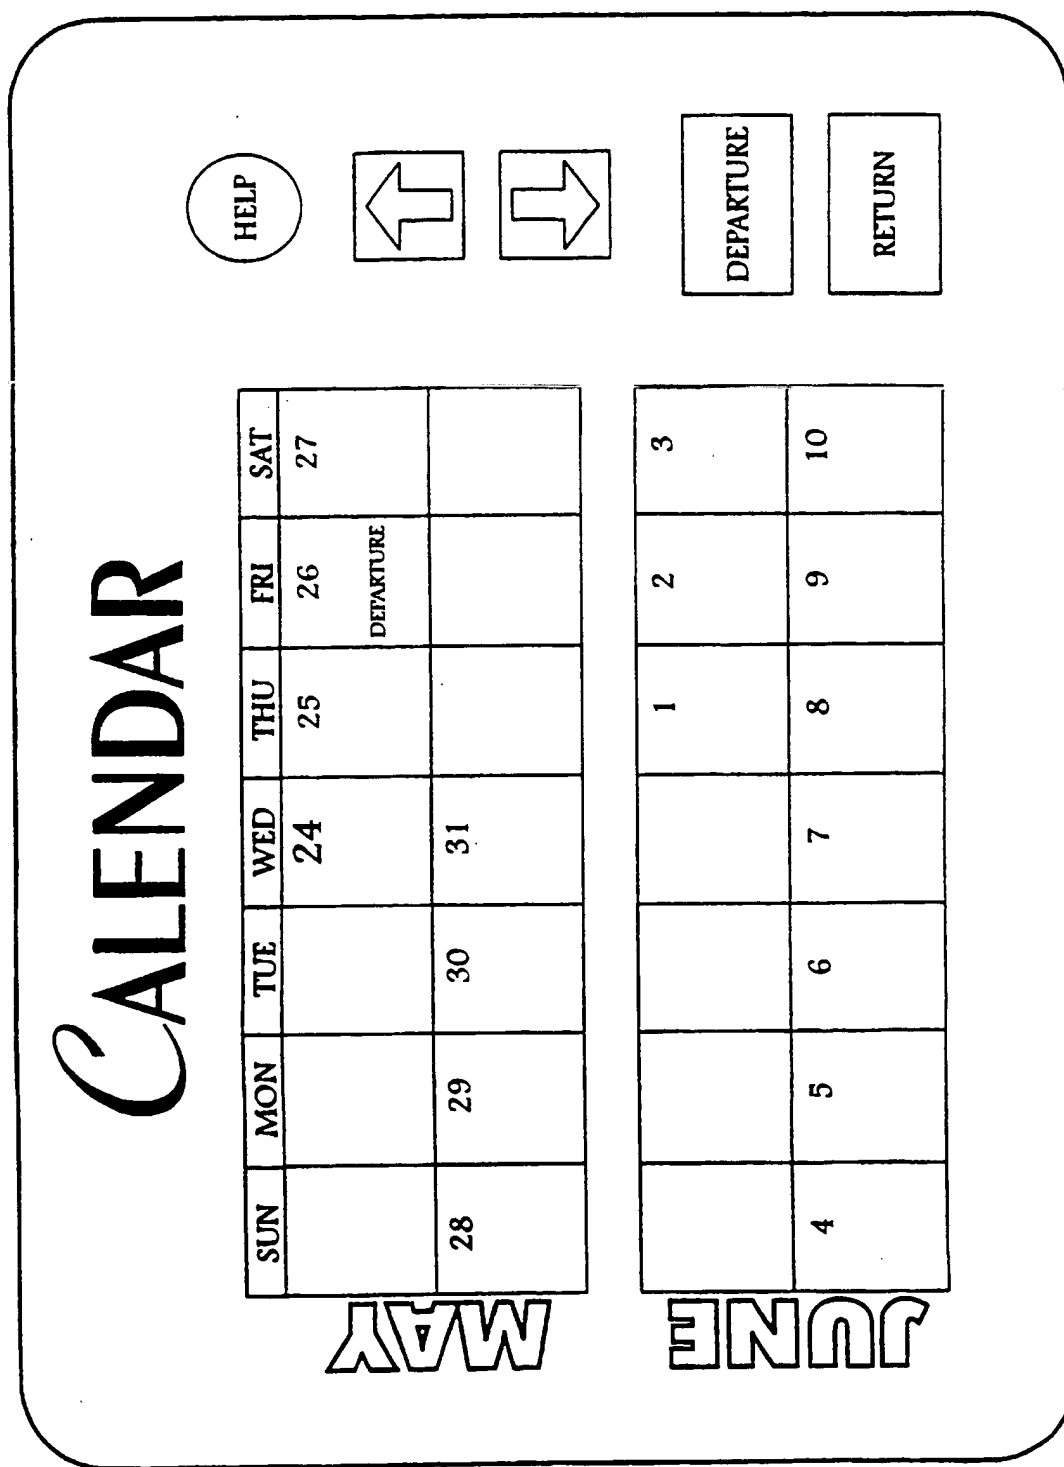 CALENDAR
SUN MON TUE WED THU FRI SAT
24 25 26 27
DEPARTURE
28 29 30 31
MAY
1 2 3
4 5 6 7 8 9 10
JUNE
HELP
DEPARTURE
RETURN